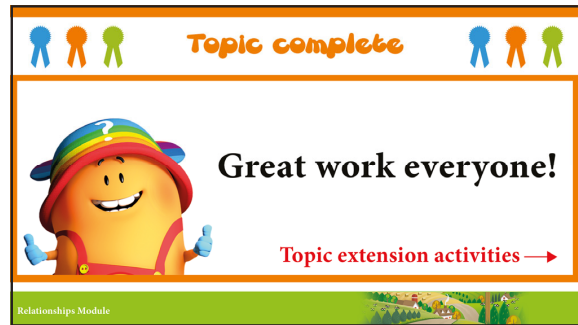 Topic complete
?
Great work everyone!
Topic extension activities →
Relationships Module